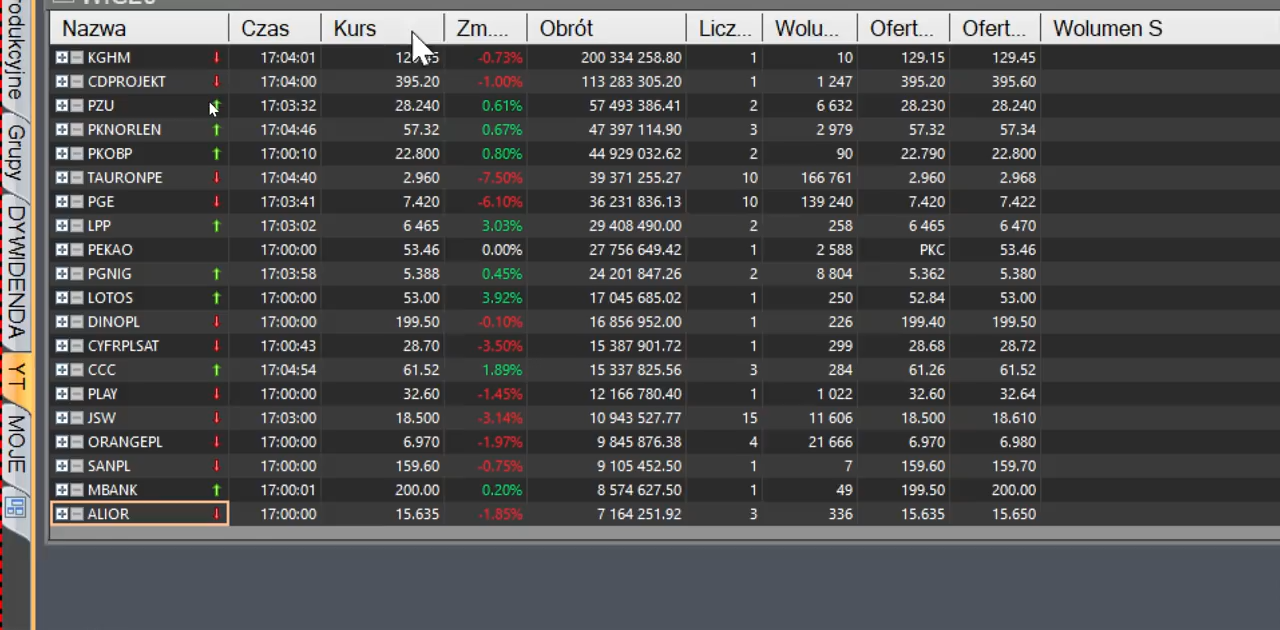 WIG20
Nazwa Czas Kurs Zm.... Obrót Licz... Wolu... Ofert... Ofert... Wolumen S
KGHM 17:04:01 -0.73% 200 334 258.80 1 10 129.15 129.45
CDPROJEKT 17:04:00 395.20 -1.00% 113 283 305.20 1 1 247 395.20 395.60
PZU 17:03:32 28.240 0.61% 57 493 386.41 2 6 632 28.230 28.240
PKNORLEN 17:04:46 57.32 0.67% 47 397 114.90 3 2 979 57.32 57.34
PKOBP 17:00:10 22.800 0.80% 44 929 032.62 2 90 22.790 22.800
TAURONPE 17:04:40 2.960 -7.50% 39 371 255.27 10 166 761 2.960 2.968
PGE 17:03:41 7.420 -6.10% 36 231 836.13 10 139 240 7.420 7.422
LPP 17:03:02 6 465 3.03% 29 408 490.00 2 258 6 465 6 470
PEKAO 17:00:00 53.46 0.00% 27 756 649.42 1 2 588 PKC 53.46
PGNIG 17:03:58 5.388 0.45% 24 201 847.26 2 8 804 5.362 5.380
LOTOS 17:00:00 53.00 3.92% 17 045 685.02 1 250 52.84 53.00
DINOPL 17:00:00 199.50 -0.10% 16 856 952.00 1 226 199.40 199.50
CYFRPLSAT 17:00:43 28.70 -3.50% 15 387 901.72 1 299 28.68 28.72
CCC 17:04:54 61.52 1.89% 15 337 825.56 3 284 61.26 61.52
PLAY 17:00:00 32.60 -1.45% 12 166 780.40 1 1 022 32.60 32.64
JSW 17:03:00 18.500 -3.14% 10 943 527.77 15 11 606 18.500 18.610
ORANGEPL 17:00:00 6.970 -1.97% 9 845 876.38 4 21 666 6.970 6.980
SANPL 17:00:00 159.60 -0.75% 9 105 452.50 1 7 159.60 159.70
MBANK 17:00:01 200.00 0.20% 8 574 627.50 1 49 199.50 200.00
ALIOR 17:00:00 15.635 -1.85% 7 164 251.92 3 336 15.635 15.650
Grupy
DYWIDENDA
YT
MOJE